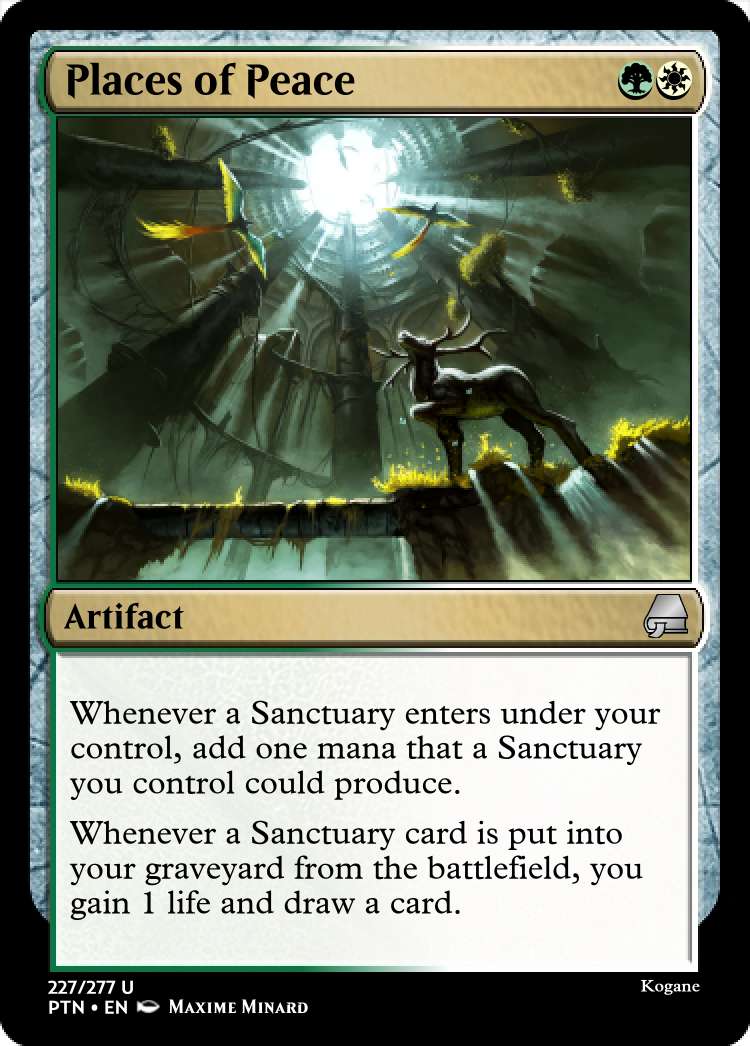 Places of Peace
Artifact
Whenever a Sanctuary enters under your
control, add one mana that a Sanctuary
you control could produce.
Whenever a Sanctuary card is put into
your graveyard from the battlefield, you
gain 1 life and draw a card.
227/277 U
Kogane
PTN • EN MAXIME MINARD